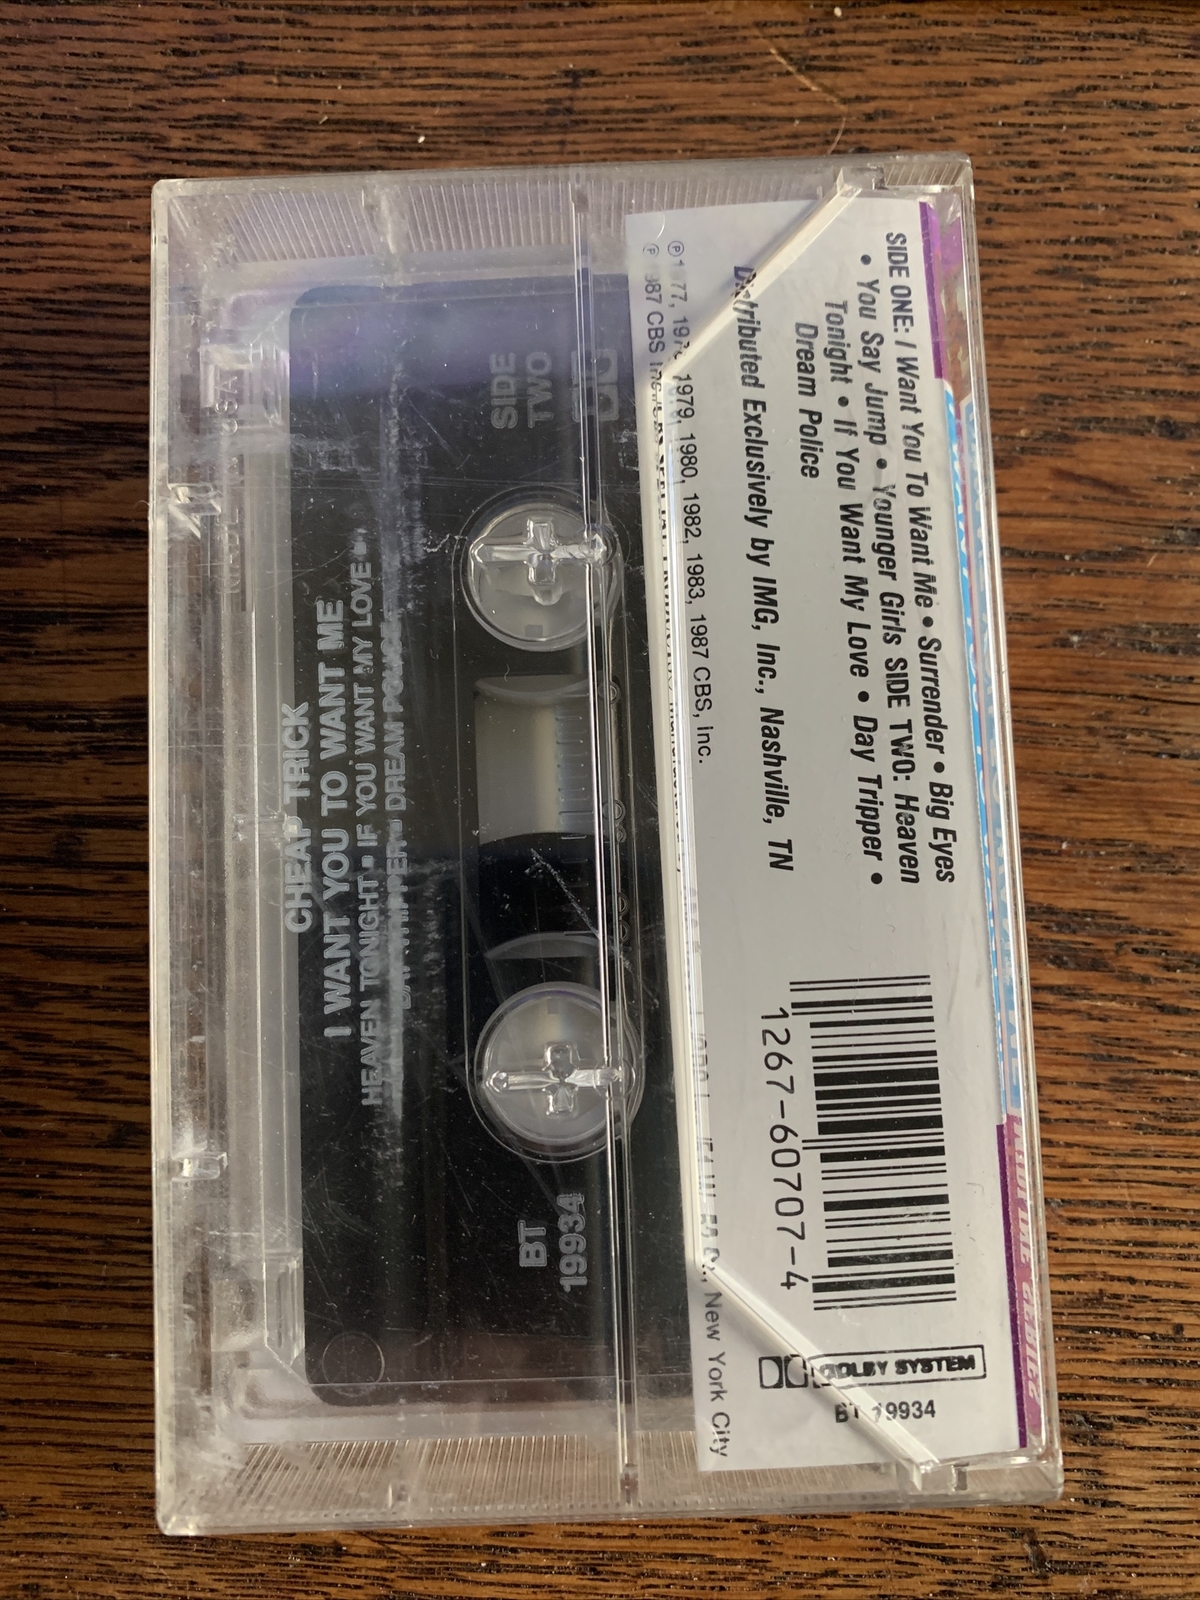 SIDE ONE: I Want You To Want Me • Surrender • Big Eyes
• You Say Jump • Younger Girls SIDE TWO: Heaven
Tonight • If You Want My Love • Day Tripper •
Dream Police
Distributed Exclusively by IMG, Inc., Nashville, TN
1979, 1980, 1982, 1983, 1987 CBS, Inc.
CBS
New York City
1267-60707-4
DOLBY SYSTEM
BT 19934
SIDE
TWO
CHEAP TRICK
I WANT YOU TO WANT ME
HEAVEN TONIGHT • IF YOU WANT MY LOVE •
DREAM POLICE
BT
19934